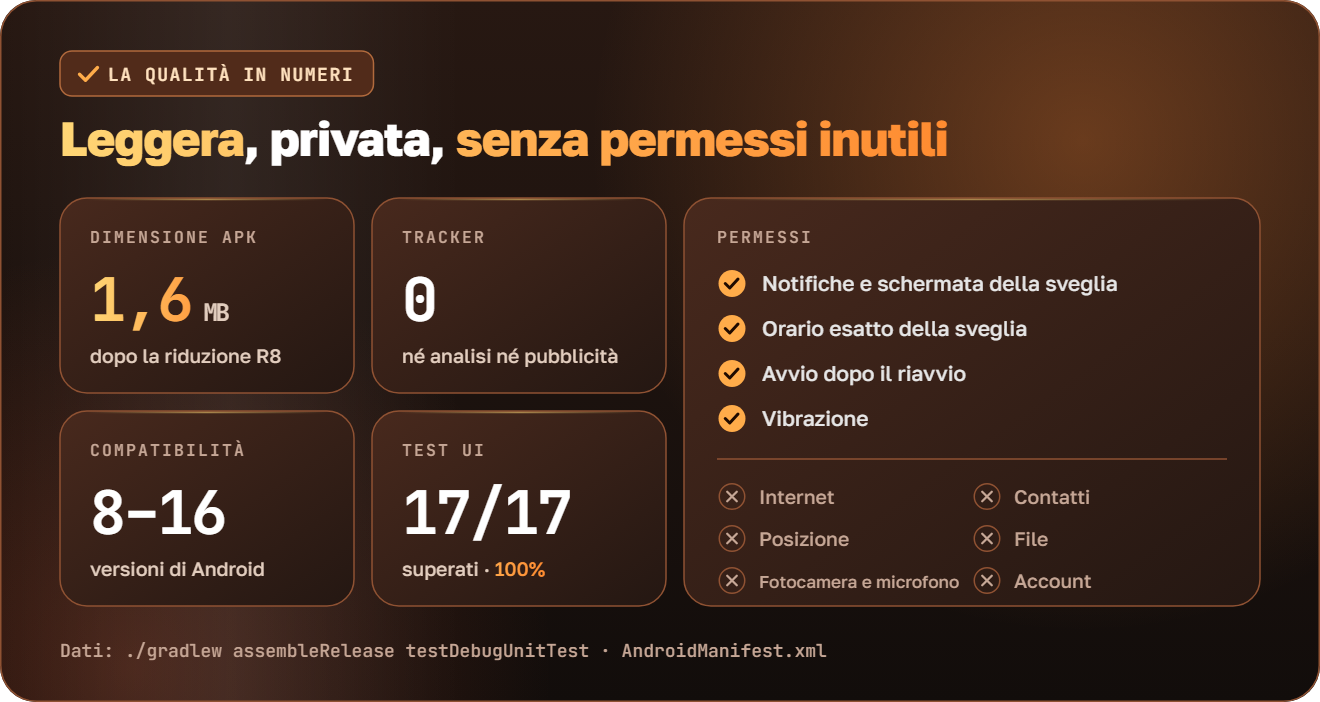 LA QUALITÀ IN NUMERI
Leggera, privata, senza permessi inutili
DIMENSIONE APK
1,6 MB
dopo la riduzione R8
TRACKER
0
né analisi né pubblicità
COMPATIBILITÀ
8–16
versioni di Android
TEST UI
17/17
superati · 100%
PERMESSI
Notifiche e schermata della sveglia
Orario esatto della sveglia
Avvio dopo il riavvio
Vibrazione
Internet
Contatti
Posizione
File
Fotocamera e microfono
Account
Dati: ./gradlew assembleRelease testDebugUnitTest · AndroidManifest.xml